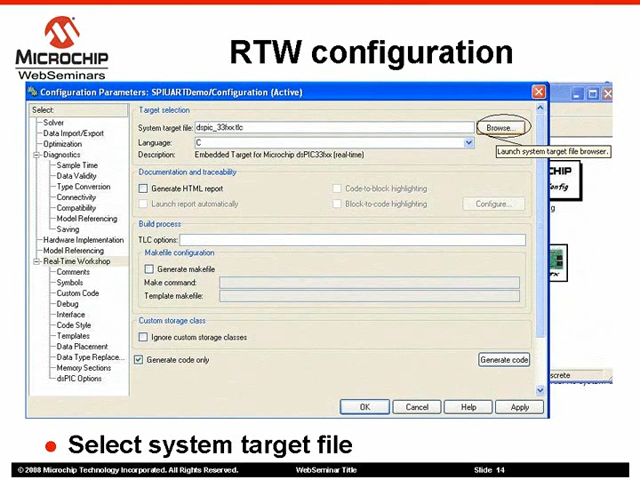 MICROCHIP
WebSeminars
RTW configuration
Configuration Parameters: SPIUARTDemo/Configuration (Active)
Select:
Solver
Data Import/Export
Optimization
Diagnostics
Sample Time
Data Validity
Type Conversion
Connectivity
Compatibility
Model Referencing
Saving
Hardware Implementation
Model Referencing
Real-Time Workshop
Comments
Symbols
Custom Code
Debug
Interface
Code Style
Templates
Data Placement
Data Type Replace...
Memory Sections
dsPIC Options
Target selection
System target file: dspic_33fxx.tlc Browse...
Launch system target file browser.
Language: C
Description: Embedded Target for Microchip dsPIC33fxx (real-time)
Documentation and traceability
Generate HTML report Code-to-block highlighting
Launch report automatically Block-to-code highlighting Configure...
Build process
TLC options:
Makefile configuration
Generate makefile
Make command:
Template makefile:
Custom storage class
Ignore custom storage classes
Generate code only Generate code
OK Cancel Help Apply
CHIP
Config
screte
Select system target file
© 2008 Microchip Technology Incorporated. All Rights Reserved. WebSeminar Title Slide 14